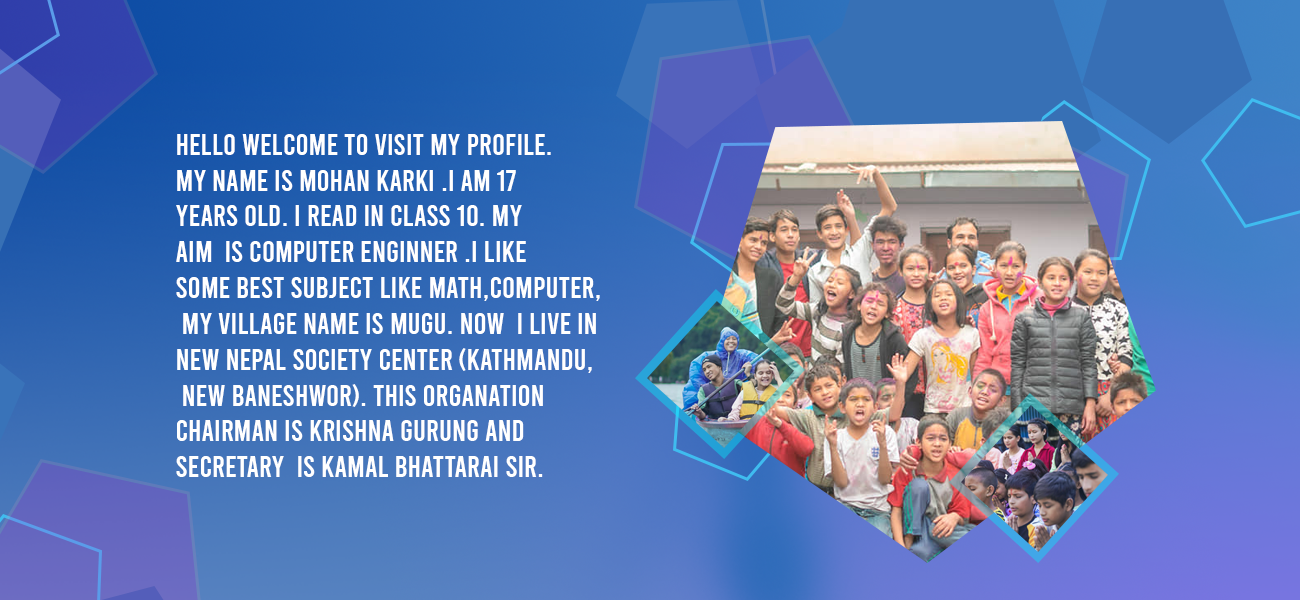 HELLO WELCOME TO VISIT MY PROFILE.
MY NAME IS MOHAN KARKI .I AM 17
YEARS OLD. I READ IN CLASS 10. MY
AIM  IS COMPUTER ENGINNER .I LIKE
SOME BEST SUBJECT LIKE MATH,COMPUTER,
MY VILLAGE NAME IS MUGU. NOW  I LIVE IN
NEW NEPAL SOCIETY CENTER (KATHMANDU,
NEW BANESHWOR). THIS ORGANATION
CHAIRMAN IS KRISHNA GURUNG AND
SECRETARY  IS KAMAL BHATTARAI SIR.